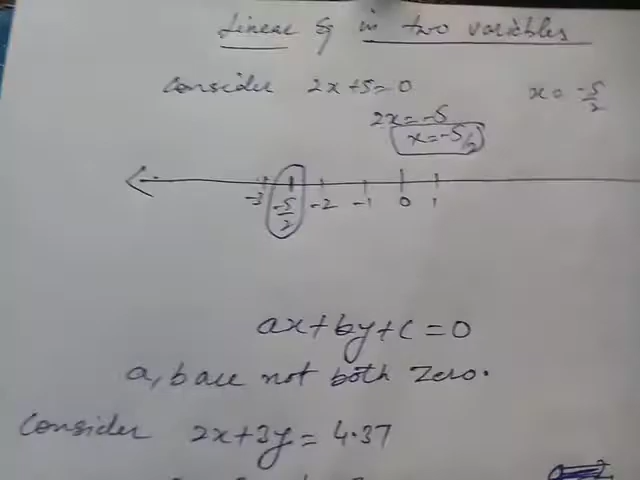 Linear Eq in two variables
Consider 2x+5=0 x = -5/2
2x=-5
x=-5/2
-3 -5/2 -2 -1 0 1
ax+by+c=0
a, b are not both zero.
Consider 2x+3y=4.37